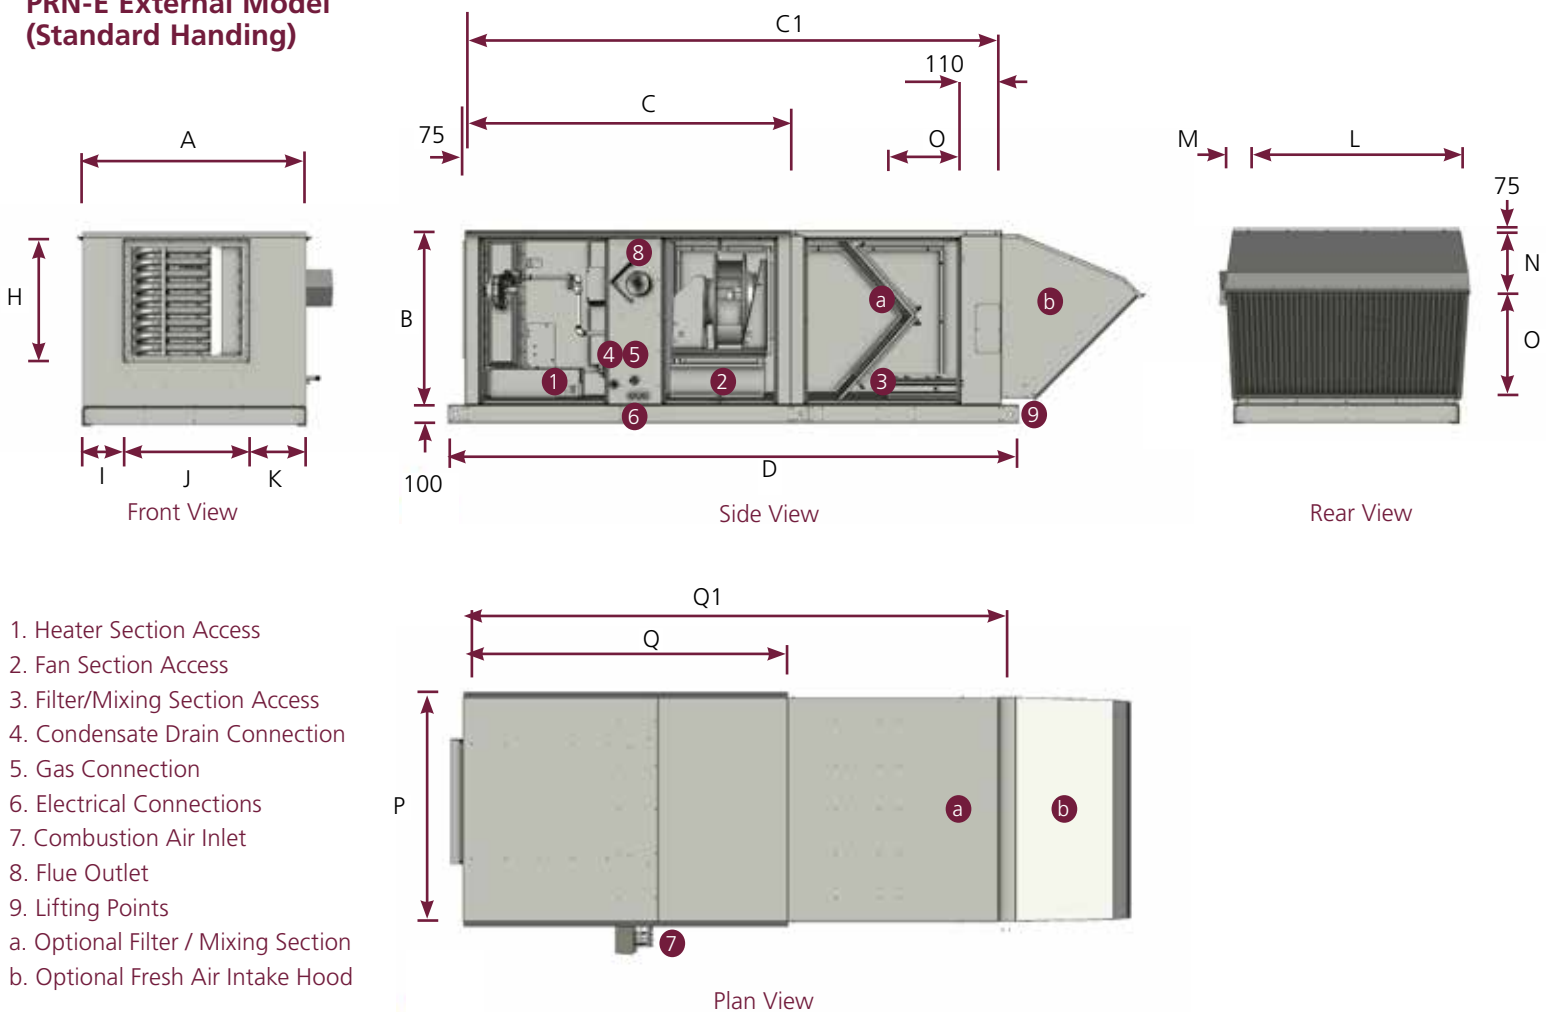 PRN-E External Model
(Standard Handing)
C1
110
C
75
O
A
M
L
75
H
B
8
a
b
N
O
4
5
1
2
3
6
9
I
J
K
100
D
Front View
Side View
Rear View
Q1
Q
P
a
b
7
Plan View
1. Heater Section Access
2. Fan Section Access
3. Filter/Mixing Section Access
4. Condensate Drain Connection
5. Gas Connection
6. Electrical Connections
7. Combustion Air Inlet
8. Flue Outlet
9. Lifting Points
a. Optional Filter / Mixing Section
b. Optional Fresh Air Intake Hood